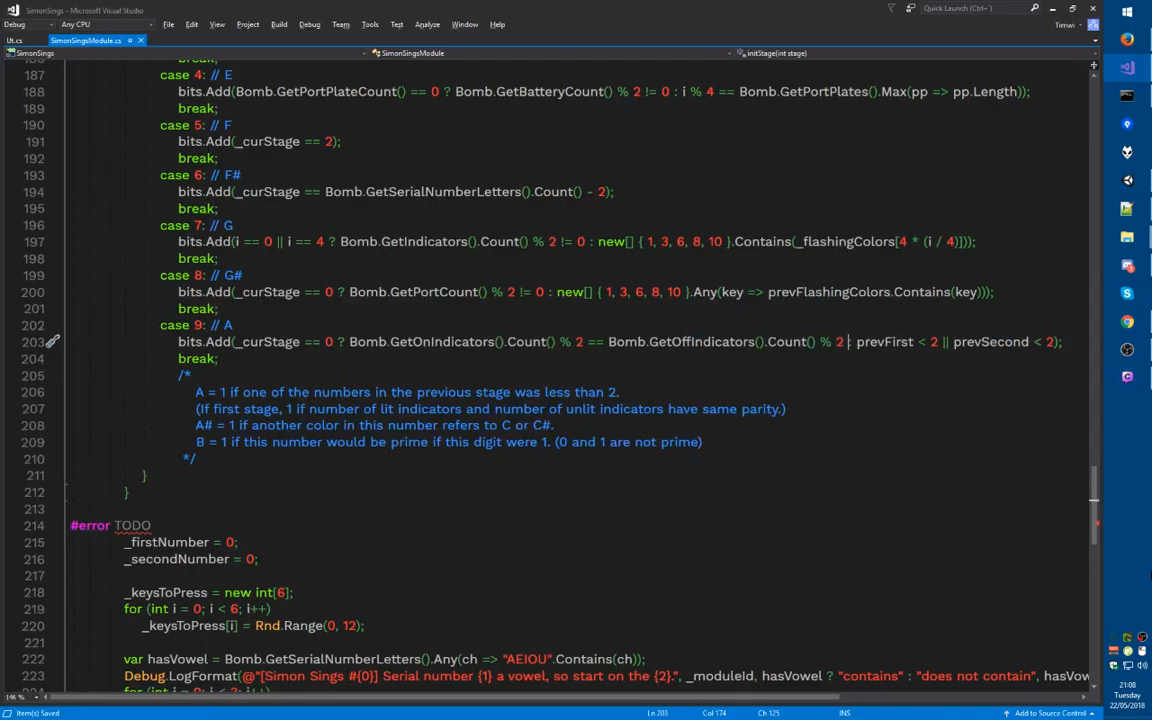 SimonSings - Microsoft Visual Studio
Quick Launch (Ctrl+`)
File Edit View Project Build Debug Team Tools Test Analyze Window Help
Timwi
Debug Any CPU
Ut.cs SimonSingsModule.cs
SimonSings SimonSingsModule initStage(int stage)
186 break;
187 case 4: // E
188 bits.Add(Bomb.GetPortPlateCount() == 0 ? Bomb.GetBatteryCount() % 2 != 0 : i % 4 == Bomb.GetPortPlates().Max(pp => pp.Length));
189 break;
190 case 5: // F
191 bits.Add(_curStage == 2);
192 break;
193 case 6: // F#
194 bits.Add(_curStage == Bomb.GetSerialNumberLetters().Count() - 2);
195 break;
196 case 7: // G
197 bits.Add(i == 0 || i == 4 ? Bomb.GetIndicators().Count() % 2 != 0 : new[] { 1, 3, 6, 8, 10 }.Contains(_flashingColors[4 * (i / 4)]));
198 break;
199 case 8: // G#
200 bits.Add(_curStage == 0 ? Bomb.GetPortCount() % 2 != 0 : new[] { 1, 3, 6, 8, 10 }.Any(key => prevFlashingColors.Contains(key)));
201 break;
202 case 9: // A
203 bits.Add(_curStage == 0 ? Bomb.GetOnIndicators().Count() % 2 == Bomb.GetOffIndicators().Count() % 2 : prevFirst < 2 || prevSecond < 2);
204 break;
205 /*
206 A = 1 if one of the numbers in the previous stage was less than 2.
207 (If first stage, 1 if number of lit indicators and number of unlit indicators have same parity.)
208 A# = 1 if another color in this number refers to C or C#.
209 B = 1 if this number would be prime if this digit were 1. (0 and 1 are not prime)
210 */
211 }
212 }
213
214 #error TODO
215 _firstNumber = 0;
216 _secondNumber = 0;
217
218 _keysToPress = new int[6];
219 for (int i = 0; i < 6; i++)
220 _keysToPress[i] = Rnd.Range(0, 12);
221
222 var hasVowel = Bomb.GetSerialNumberLetters().Any(ch => "AEIOU".Contains(ch));
223 Debug.LogFormat(@"[Simon Sings #{0}] Serial number {1} a vowel, so start on the {2}.", _moduleId, hasVowel ? "contains" : "does not contain", hasV
146 %
Item(s) Saved Ln 203 Col 174 Ch 125 INS Add to Source Control
21:08
Tuesday
22/05/2018